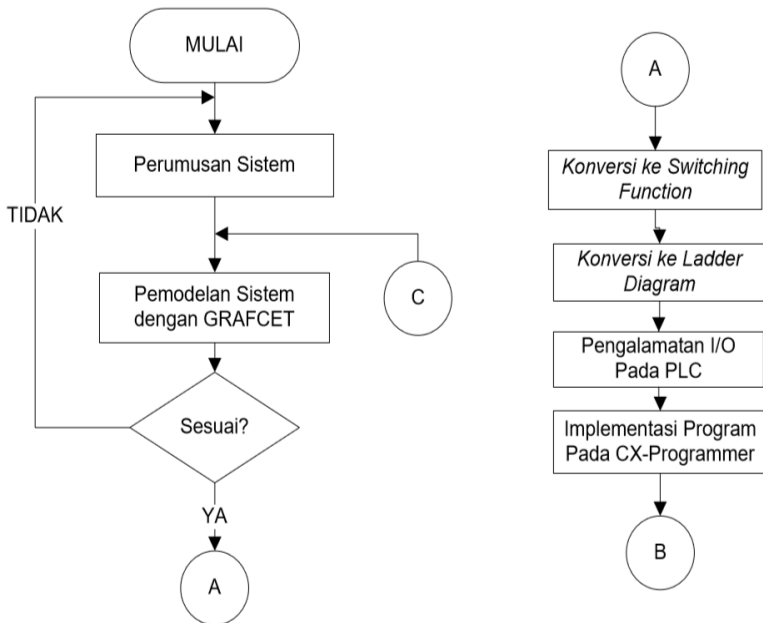 MULAI
Perumusan Sistem
TIDAK
Pemodelan Sistem
dengan GRAFCET
C
Sesuai?
YA
A
A
Konversi ke Switching
Function
Konversi ke Ladder
Diagram
Pengalamatan I/O
Pada PLC
Implementasi Program
Pada CX-Programmer
B